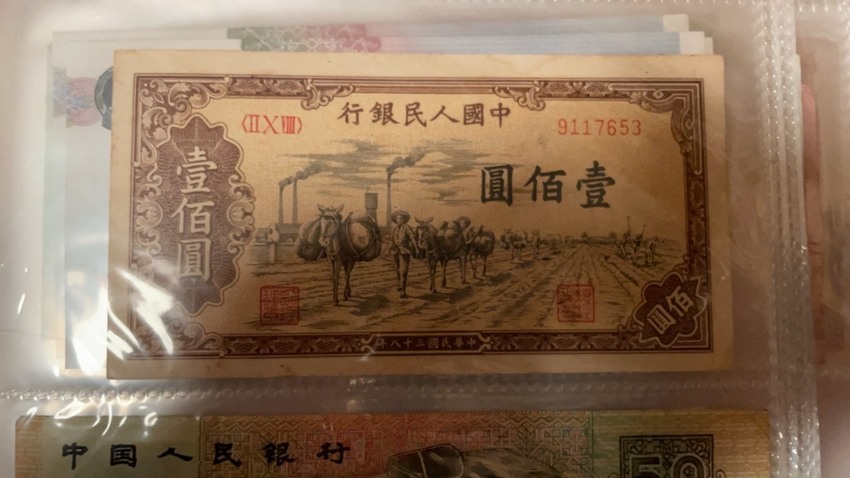 中國人民銀行
〈ⅡⅩⅧ〉
9117653
壹佰圓
壹佰圓
佰圓
中華民國三十八年
中国人民銀行
50